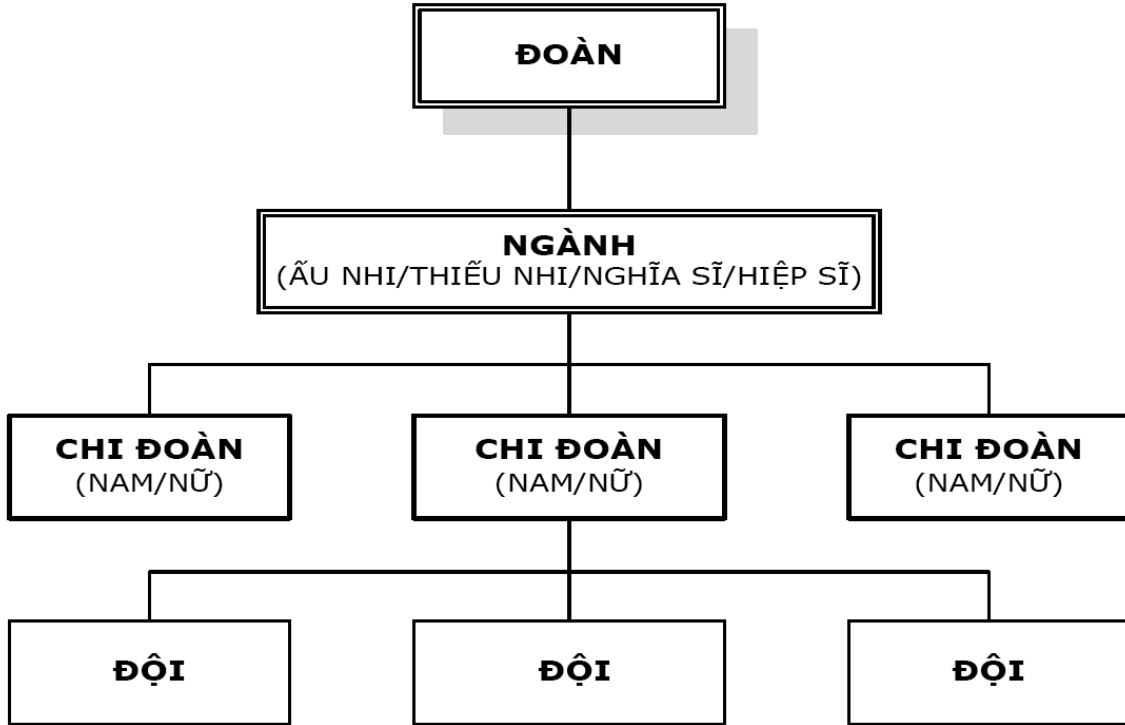 ĐOÀN
NGÀNH
(ẤU NHI/THIẾU NHI/NGHĨA SĨ/HIỆP SĨ)
CHI ĐOÀN
(NAM/NỮ)
CHI ĐOÀN
(NAM/NỮ)
CHI ĐOÀN
(NAM/NỮ)
ĐỘI
ĐỘI
ĐỘI